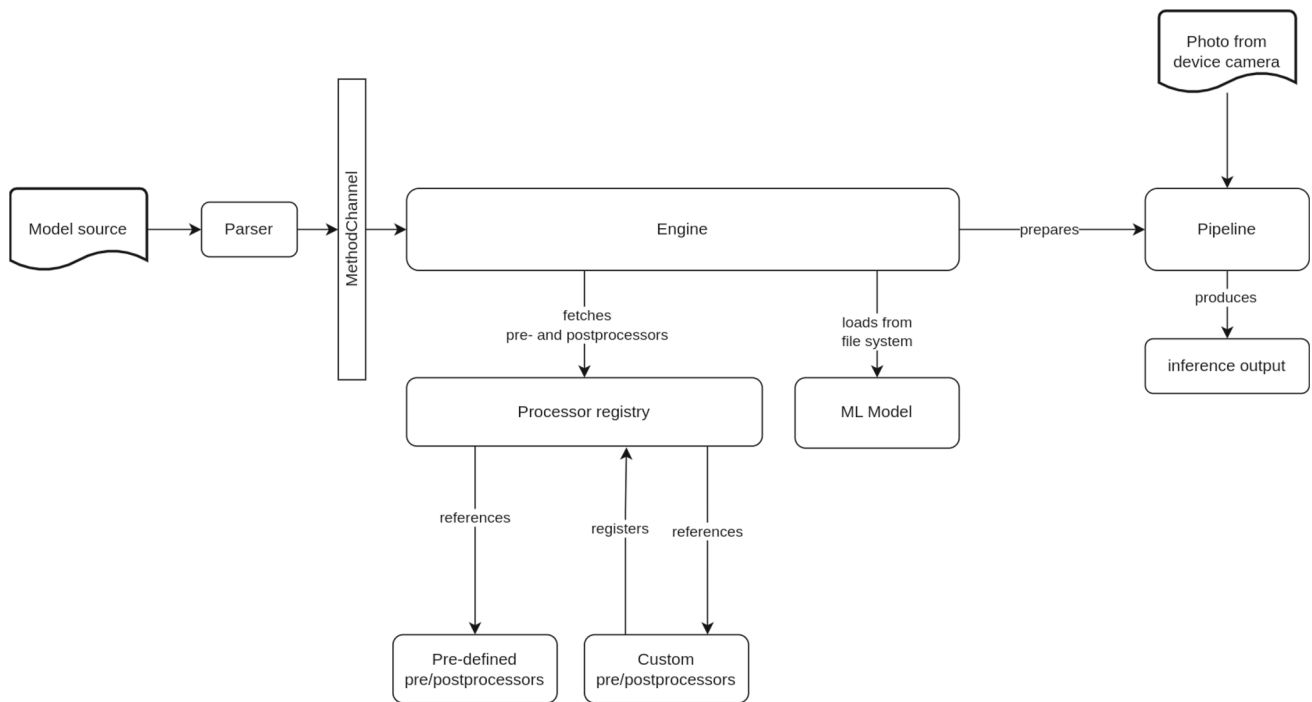 Photo from
device camera
Model source
Parser
MethodChannel
Engine
prepares
Pipeline
fetches
pre- and postprocessors
loads from
file system
produces
inference output
Processor registry
ML Model
references
registers
references
Pre-defined
pre/postprocessors
Custom
pre/postprocessors